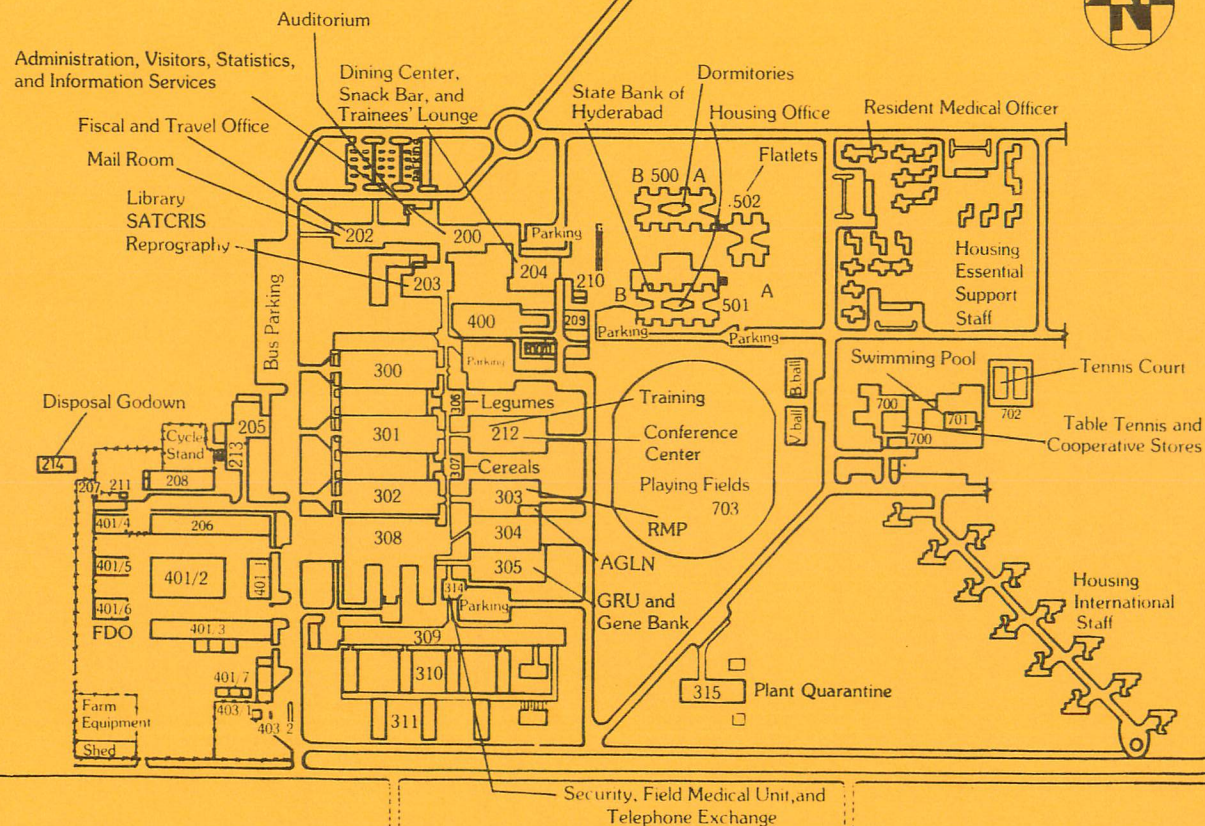 N
Auditorium
Administration, Visitors, Statistics,
and Information Services
Dining Center,
Snack Bar, and
Trainees' Lounge
Dormitories
State Bank of
Hyderabad
Housing Office
Resident Medical Officer
Fiscal and Travel Office
Mail Room
Flatlets
Library
SATCRIS
Reprography
Parking
B 500 A
.502
202
200
Parking
204
203
210
B
A
501
Housing
Essential
Support
Staff
Bus Parking
400
209
Parking
Parking
300
Parking
B.ball
Swimming Pool
Tennis Court
Disposal Godown
306
Legumes
Training
700
701
702
205
301
212
Conference
Center
V.ball
700
Table Tennis and
Cooperative Stores
Cycle
Stand
213
214
307
Cereals
208
207
211
302
303
Playing Fields
703
RMP
401/4
206
308
304
AGLN
401/5
401/2
401 1
305
Housing
International
Staff
314
Parking
GRU and
Gene Bank
401/6
FDO
401.3
309
310
401/7
315
Plant Quarantine
Farm
Equipment
Shed
403/1
403 2
311
Security, Field Medical Unit,and
Telephone Exchange